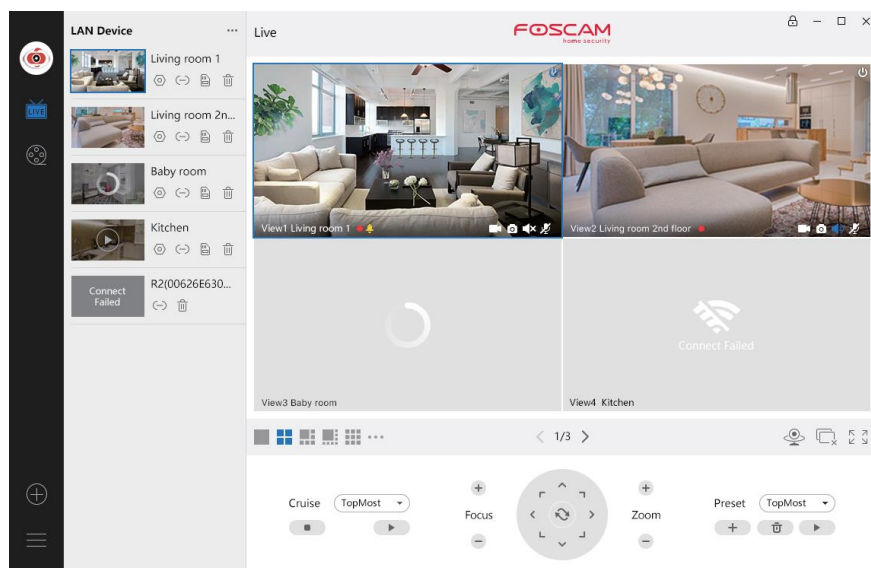 LAN Device
...
Living room 1
Living room 2n...
Baby room
Kitchen
Connect
Failed
R2(00626E630...
LIVE
Live
FOSCAM
home security
View1 Living room 1
View2 Living room 2nd floor
Connect Failed
View3 Baby room
View4 Kitchen
1/3
Cruise
TopMost
Focus
Zoom
Preset
TopMost